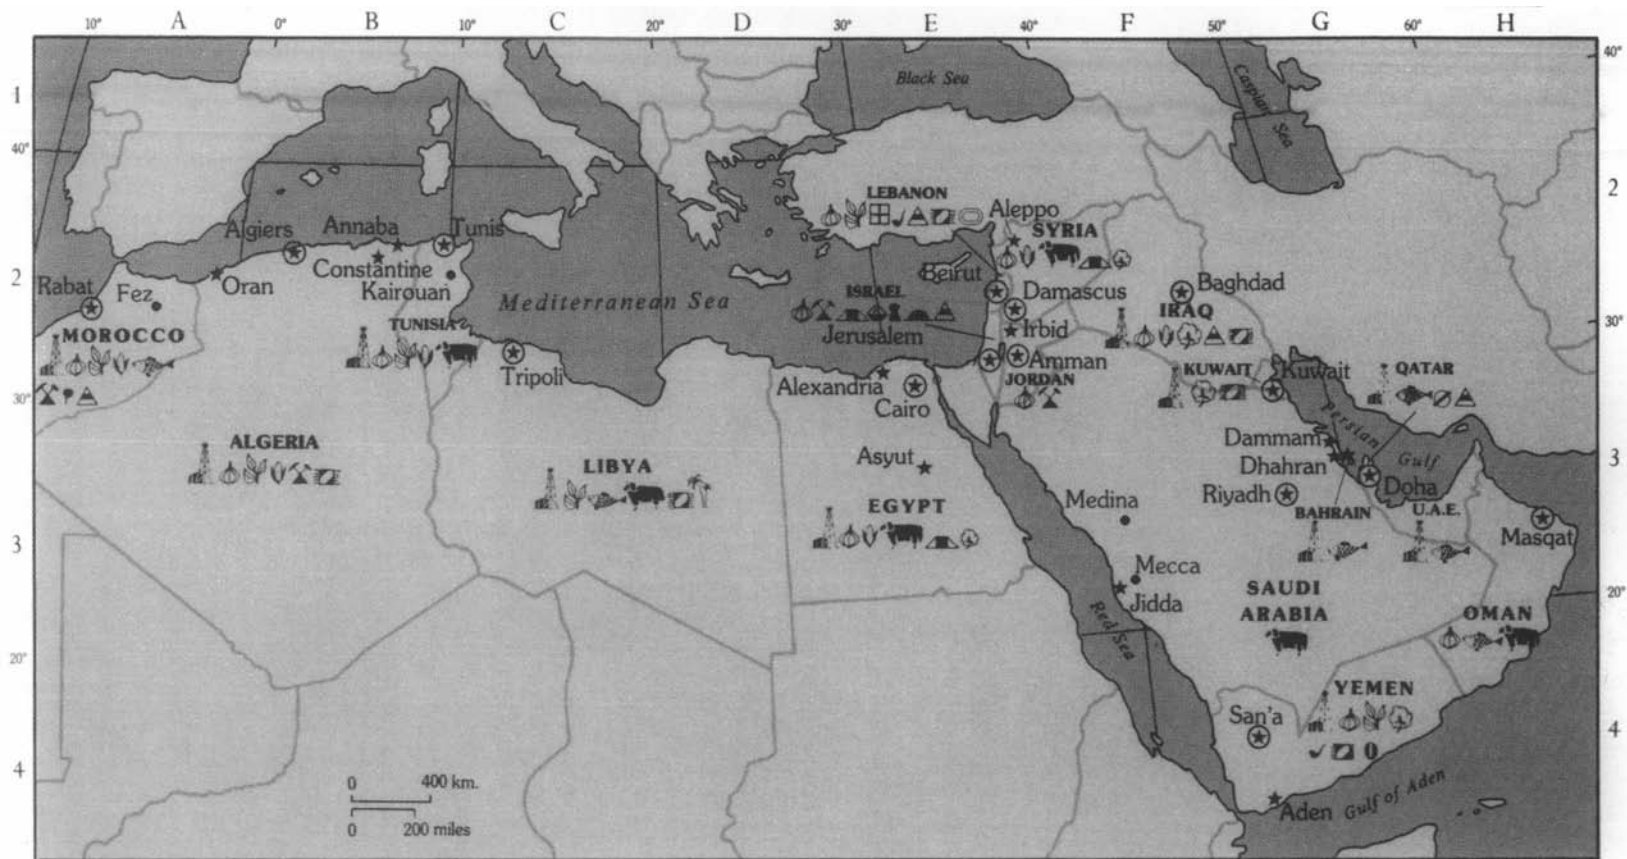 10° A 0° B 10° C 20° D 30° E 40° F 50° G 60° H
40°
1
Black Sea
Caspian Sea
40°
2
LEBANON
Aleppo
SYRIA
Algiers
Annaba
Tunis
Beirut
Baghdad
Constantine
2
Rabat
Fez
Oran
Kairouan
Mediterranean Sea
ISRAEL
Damascus
IRAQ
MOROCCO
TUNISIA
Jerusalem
Irbid
30°
Tripoli
Amman
Alexandria
JORDAN
KUWAIT
Kuwait
QATAR
30°
Cairo
Persian Gulf
ALGERIA
Dammam
LIBYA
Asyut
Dhahran
3
Doha
Riyadh
EGYPT
Medina
BAHRAIN
U.A.E.
Masqat
3
Mecca
Jidda
SAUDI
ARABIA
20°
Red Sea
OMAN
20°
YEMEN
San'a
4
4
0 400 km.
0 200 miles
Aden
Gulf of Aden